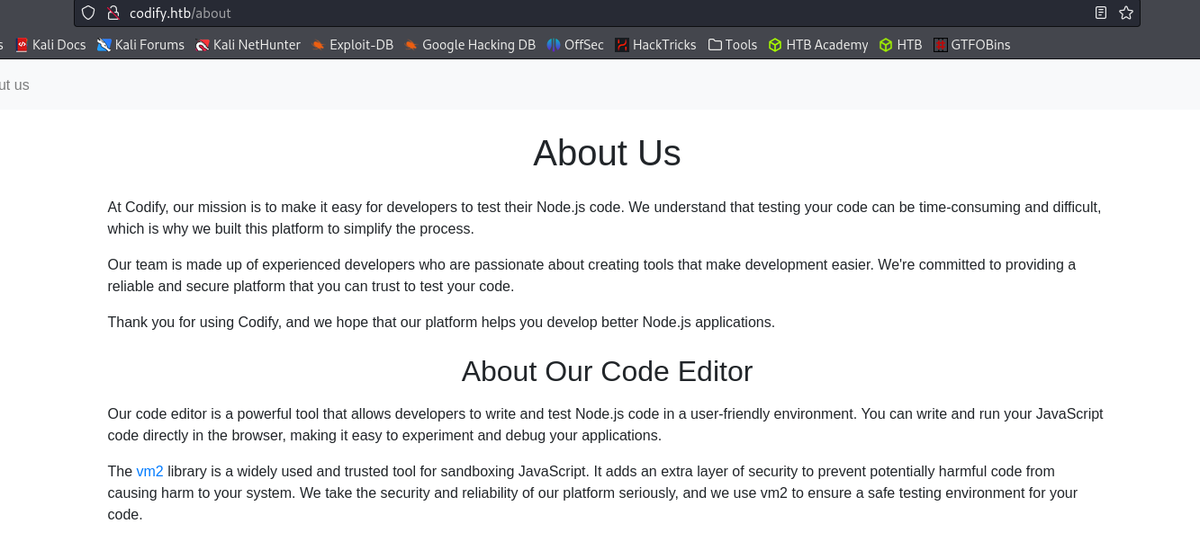 codify.htb/about
s Kali Docs Kali Forums Kali NetHunter Exploit-DB Google Hacking DB OffSec HackTricks Tools HTB Academy HTB GTFOBins
ut us
About Us
At Codify, our mission is to make it easy for developers to test their Node.js code. We understand that testing your code can be time-consuming and difficult,
which is why we built this platform to simplify the process.
Our team is made up of experienced developers who are passionate about creating tools that make development easier. We're committed to providing a
reliable and secure platform that you can trust to test your code.
Thank you for using Codify, and we hope that our platform helps you develop better Node.js applications.
About Our Code Editor
Our code editor is a powerful tool that allows developers to write and test Node.js code in a user-friendly environment. You can write and run your JavaScript
code directly in the browser, making it easy to experiment and debug your applications.
The vm2 library is a widely used and trusted tool for sandboxing JavaScript. It adds an extra layer of security to prevent potentially harmful code from
causing harm to your system. We take the security and reliability of our platform seriously, and we use vm2 to ensure a safe testing environment for your
code.